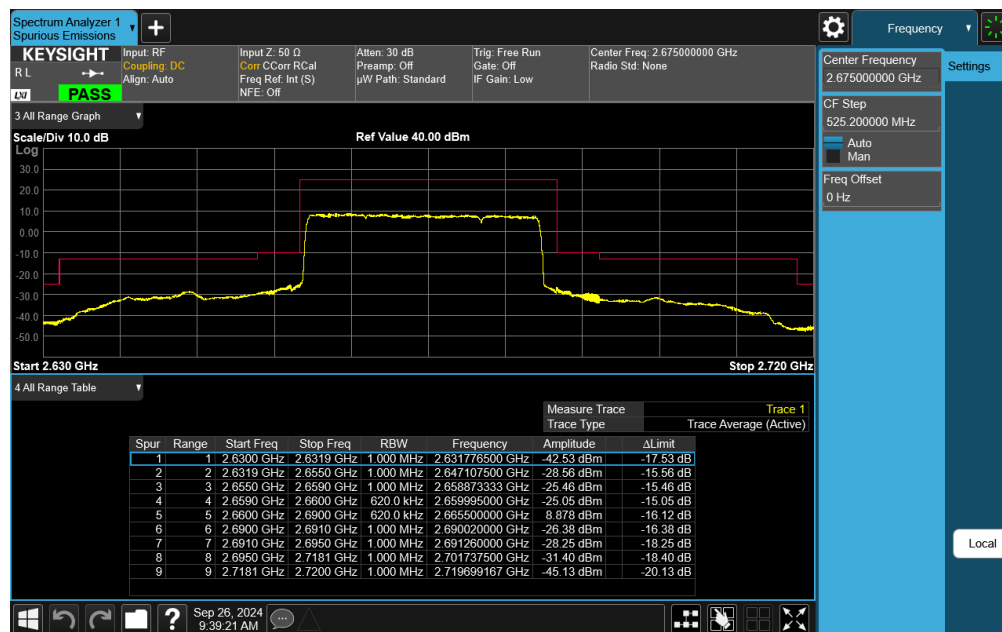 Spectrum Analyzer 1
Spurious Emissions
Frequency
KEYSIGHT
R L
LXI
PASS
Input: RF
Coupling: DC
Align: Auto
Input Z: 50 Ω
Corr CCorr RCal
Freq Ref: Int (S)
NFE: Off
Atten: 30 dB
Preamp: Off
µW Path: Standard
Trig: Free Run
Gate: Off
IF Gain: Low
Center Freq: 2.675000000 GHz
Radio Std: None
Center Frequency
2.675000000 GHz
Settings
CF Step
525.200000 MHz
Auto
Man
Freq Offset
0 Hz
3 All Range Graph
Scale/Div 10.0 dB
Ref Value 40.00 dBm
Log
30.0
20.0
10.0
0.00
-10.0
-20.0
-30.0
-40.0
-50.0
Start 2.630 GHz
Stop 2.720 GHz
4 All Range Table
Measure Trace Trace 1
Trace Type Trace Average (Active)
Spur Range Start Freq Stop Freq RBW Frequency Amplitude ΔLimit
1 1 2.6300 GHz 2.6319 GHz 1.000 MHz 2.631776500 GHz -42.53 dBm -17.53 dB
2 2 2.6319 GHz 2.6550 GHz 1.000 MHz 2.647107500 GHz -28.56 dBm -15.56 dB
3 3 2.6550 GHz 2.6590 GHz 1.000 MHz 2.658873333 GHz -25.46 dBm -15.46 dB
4 4 2.6590 GHz 2.6600 GHz 620.0 kHz 2.659995000 GHz -25.05 dBm -15.05 dB
5 5 2.6600 GHz 2.6900 GHz 620.0 kHz 2.665500000 GHz 8.878 dBm -16.12 dB
6 6 2.6900 GHz 2.6910 GHz 1.000 MHz 2.690020000 GHz -26.38 dBm -16.38 dB
7 7 2.6910 GHz 2.6950 GHz 1.000 MHz 2.691260000 GHz -28.25 dBm -18.25 dB
8 8 2.6950 GHz 2.7181 GHz 1.000 MHz 2.701737500 GHz -31.40 dBm -18.40 dB
9 9 2.7181 GHz 2.7200 GHz 1.000 MHz 2.719699167 GHz -45.13 dBm -20.13 dB
Local
?
Sep 26, 2024
9:39:21 AM